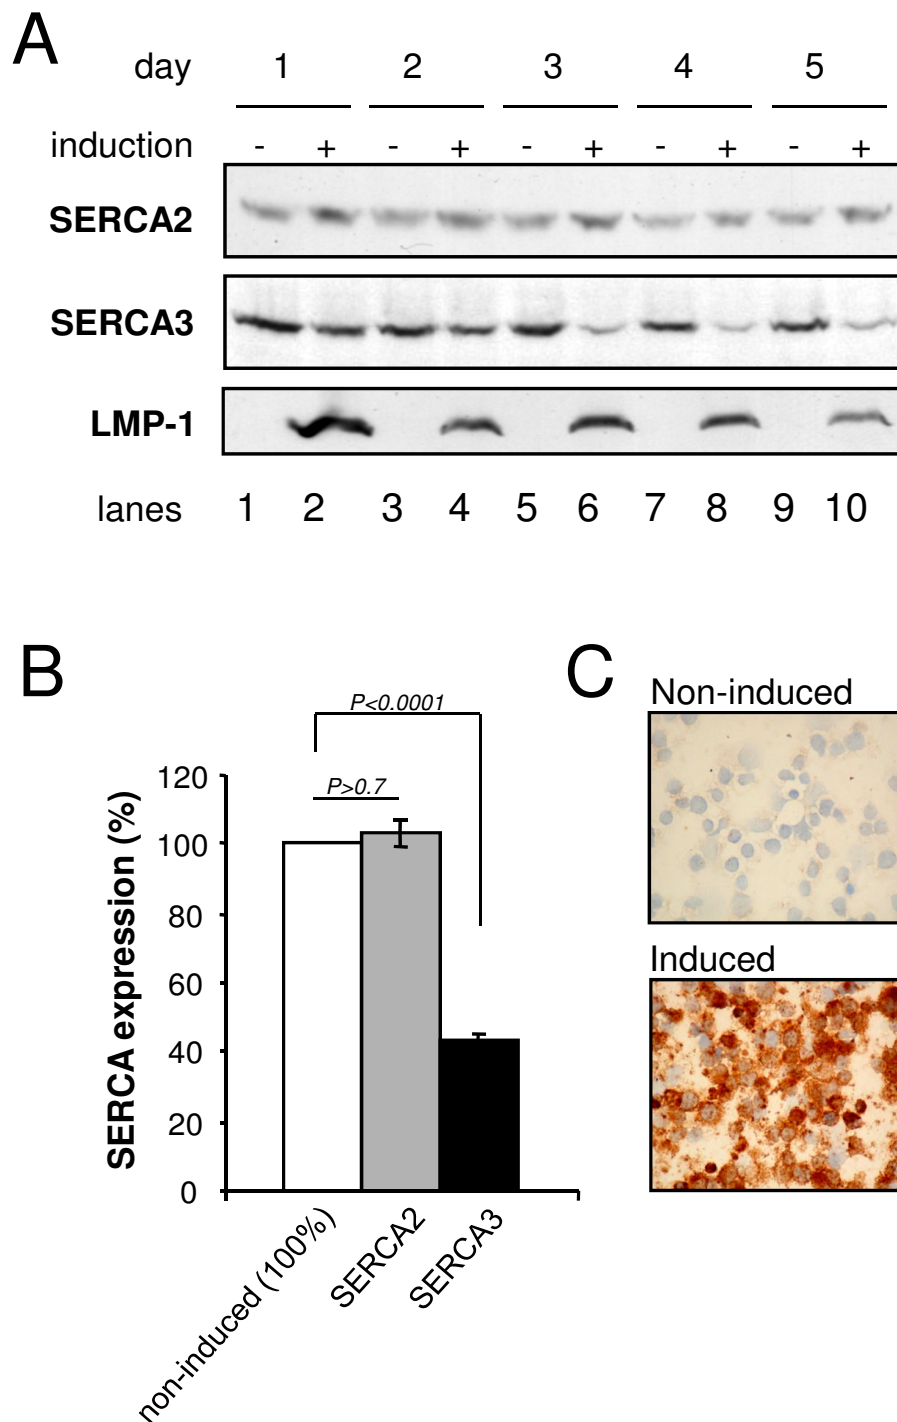 A
day 1 2 3 4 5
induction - + - + - + - + - +
SERCA2
SERCA3
LMP-1
lanes 1 2 3 4 5 6 7 8 9 10
B
P<0.0001
P>0.7
SERCA expression (%)
120
100
80
60
40
20
0
non-induced (100%)
SERCA2
SERCA3
C
Non-induced
Induced